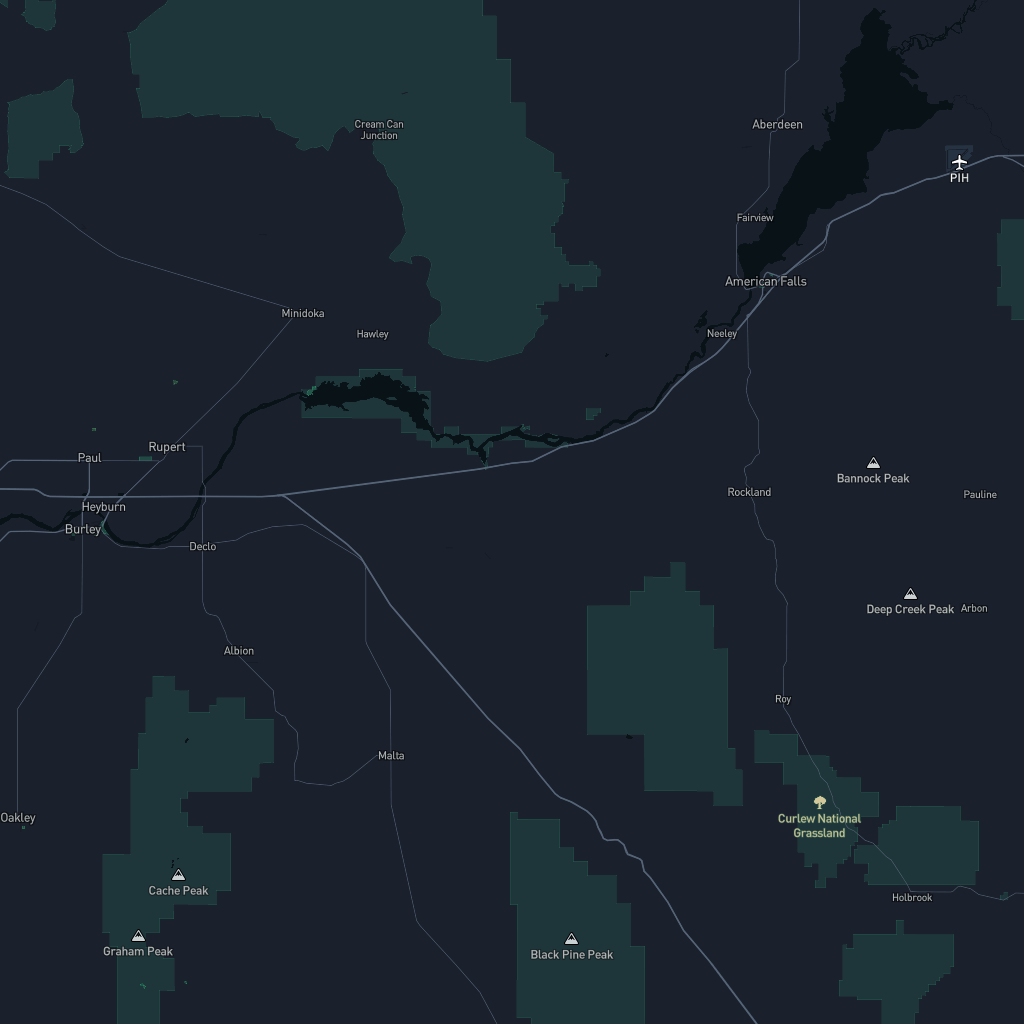 Cream Can
Junction
Aberdeen
PIH
Fairview
American Falls
Minidoka
Hawley
Neeley
Rupert
Paul
Bannock Peak
Rockland
Pauline
Heyburn
Burley
Declo
Deep Creek Peak
Arbon
Albion
Roy
Malta
Oakley
Curlew National
Grassland
Cache Peak
Holbrook
Graham Peak
Black Pine Peak